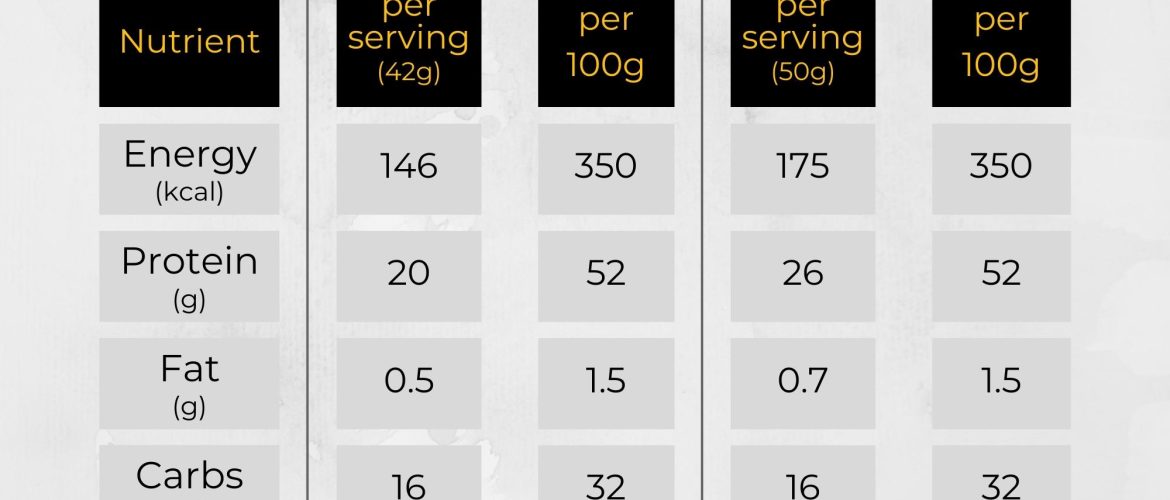 Nutrient per serving (42g) per 100g per serving (50g) per 100g
Energy (kcal) 146 350 175 350
Protein (g) 20 52 26 52
Fat (g) 0.5 1.5 0.7 1.5
Carbs 16 32 16 32